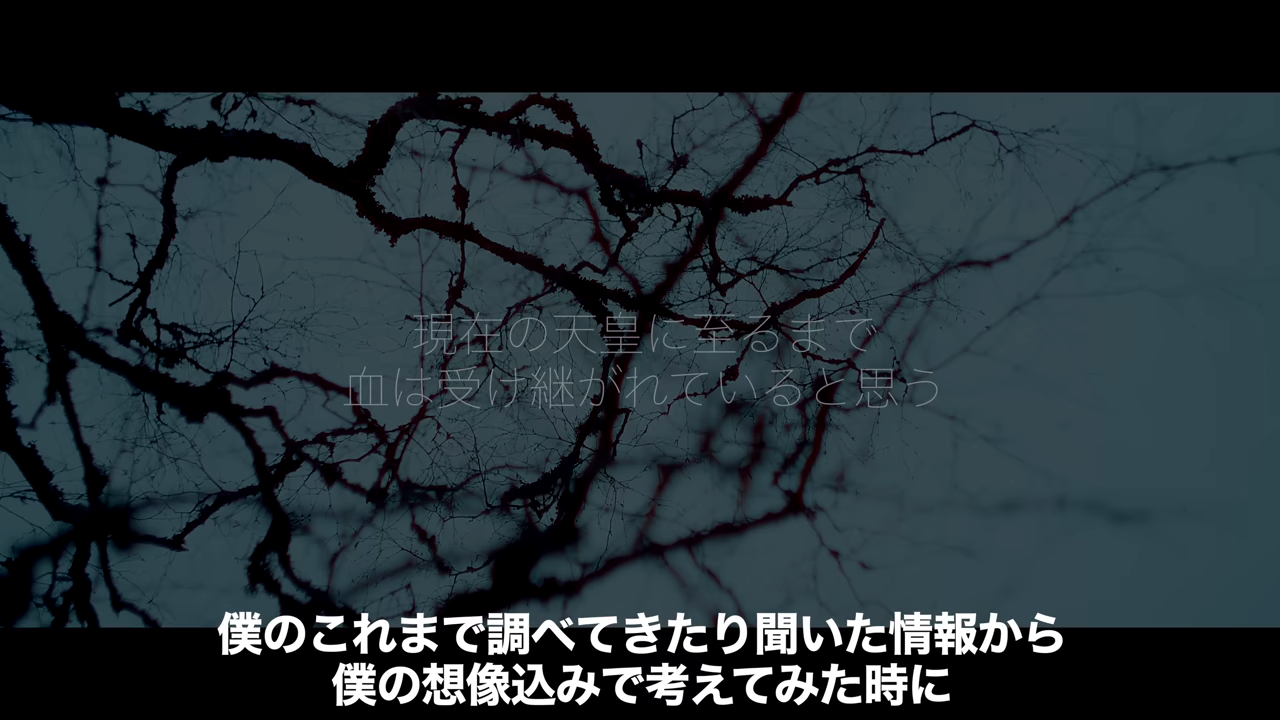 現在の天皇に至るまで
血は受け継がれていると思う
僕のこれまで調べてきたり聞いた情報から
僕の想像込みで考えてみた時に